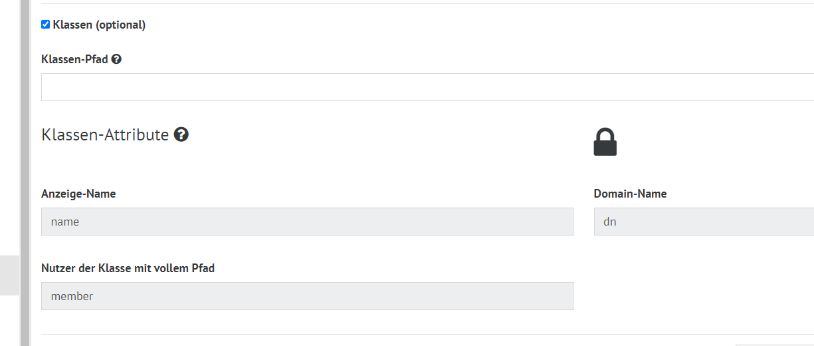 Klassen (optional)
Klassen-Pfad
Klassen-Attribute
Anzeige-Name
Domain-Name
name
dn
Nutzer der Klasse mit vollem Pfad
member